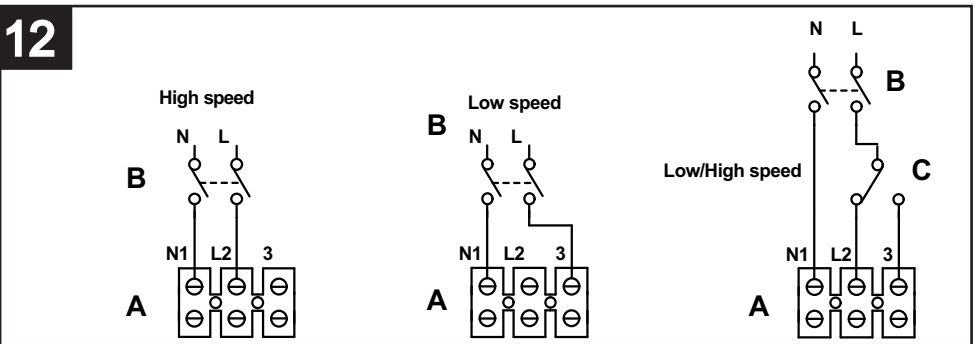 12
High speed
N L
B
N1 L2 3
A
Low speed
B
N L
N1 L2 3
A
N L
B
Low/High speed
C
N1 L2 3
A